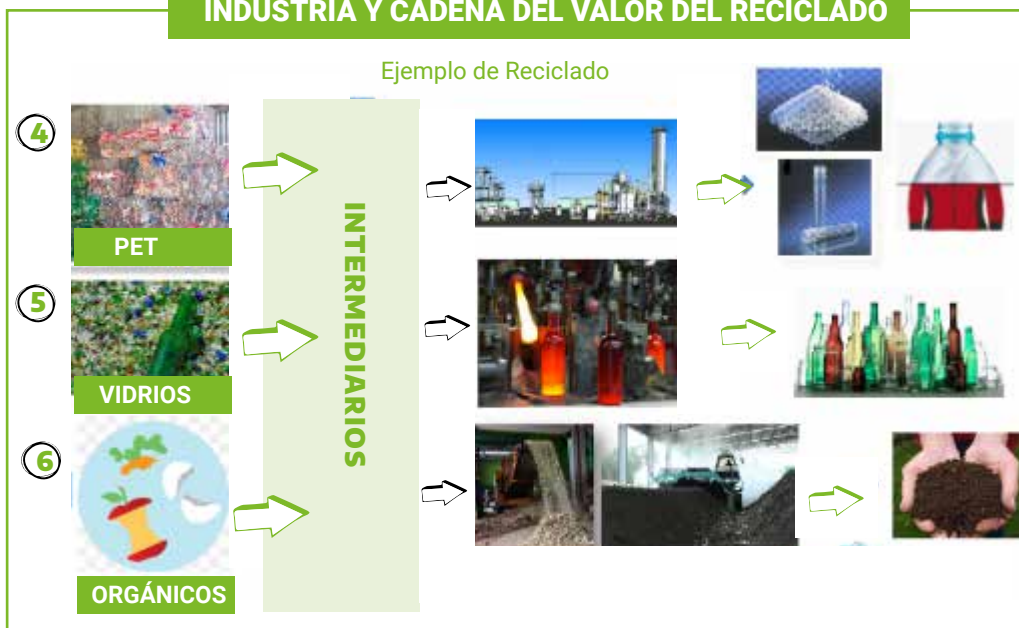 INDUSTRIA Y CADENA DEL VALOR DEL RECICLADO
Ejemplo de Reciclado
4
PET
5
VIDRIOS
6
ORGÁNICOS
INTERMEDIARIOS